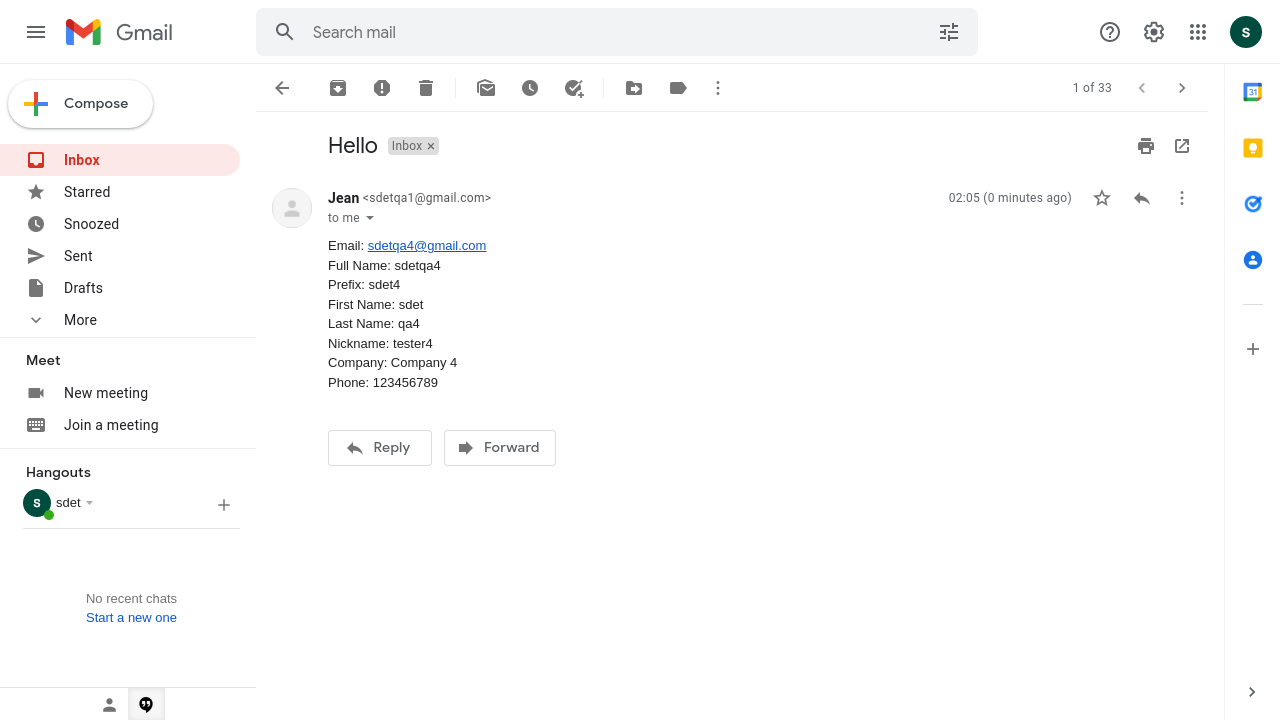 Gmail
Search mail
S
Compose
1 of 33
31
Hello
Inbox ×
Inbox
Starred
Snoozed
Sent
Drafts
More
Jean <sdetqa1@gmail.com>
02:05 (0 minutes ago)
to me
Email: sdetqa4@gmail.com
Full Name: sdetqa4
Prefix: sdet4
First Name: sdet
Last Name: qa4
Nickname: tester4
Company: Company 4
Phone: 123456789
Reply
Forward
Meet
New meeting
Join a meeting
Hangouts
S
sdet
No recent chats
Start a new one